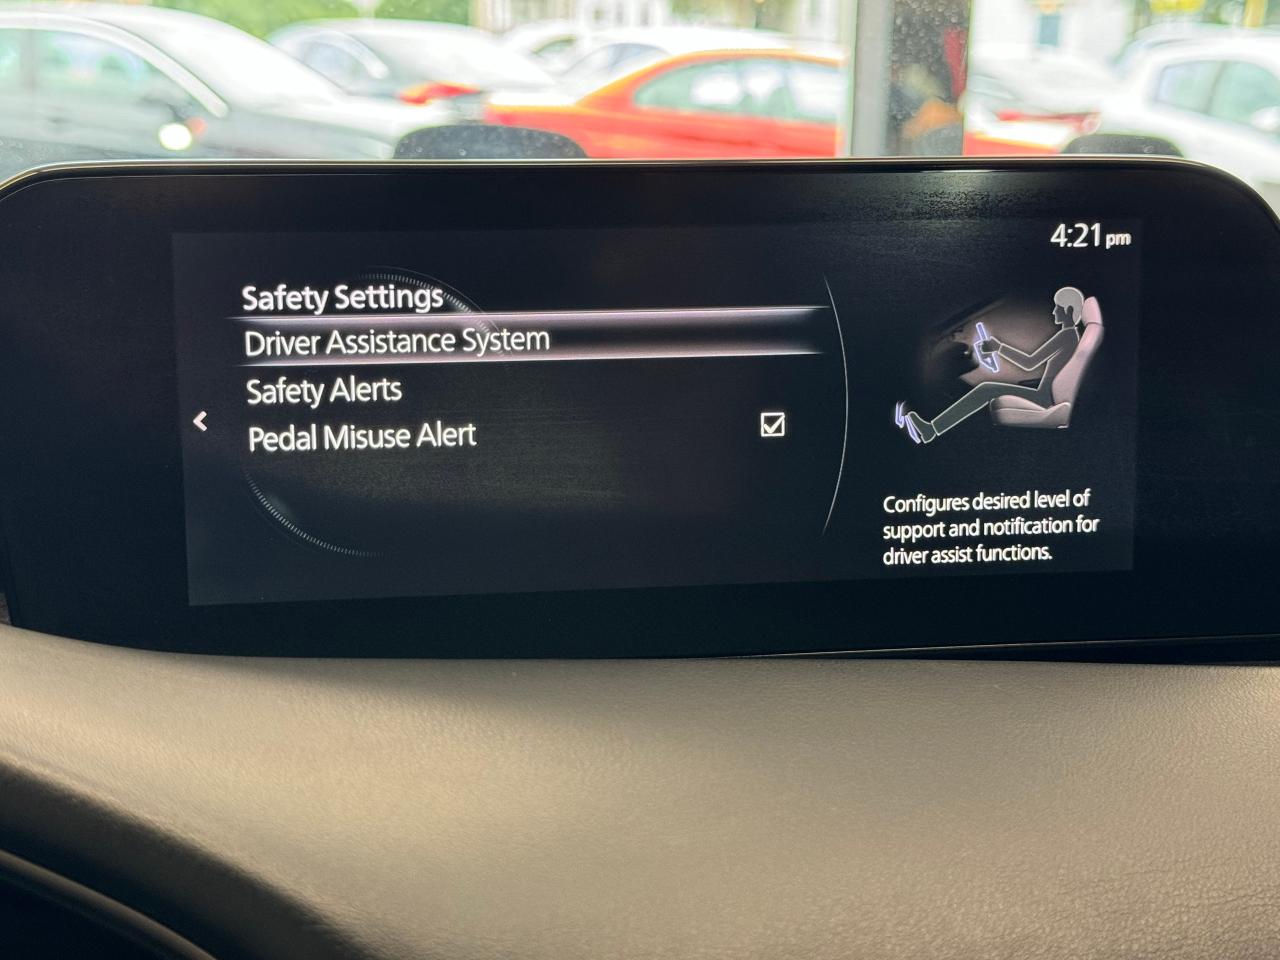 4:21 pm
Safety Settings
Driver Assistance System
Safety Alerts
Pedal Misuse Alert
Configures desired level of
support and notification for
driver assist functions.